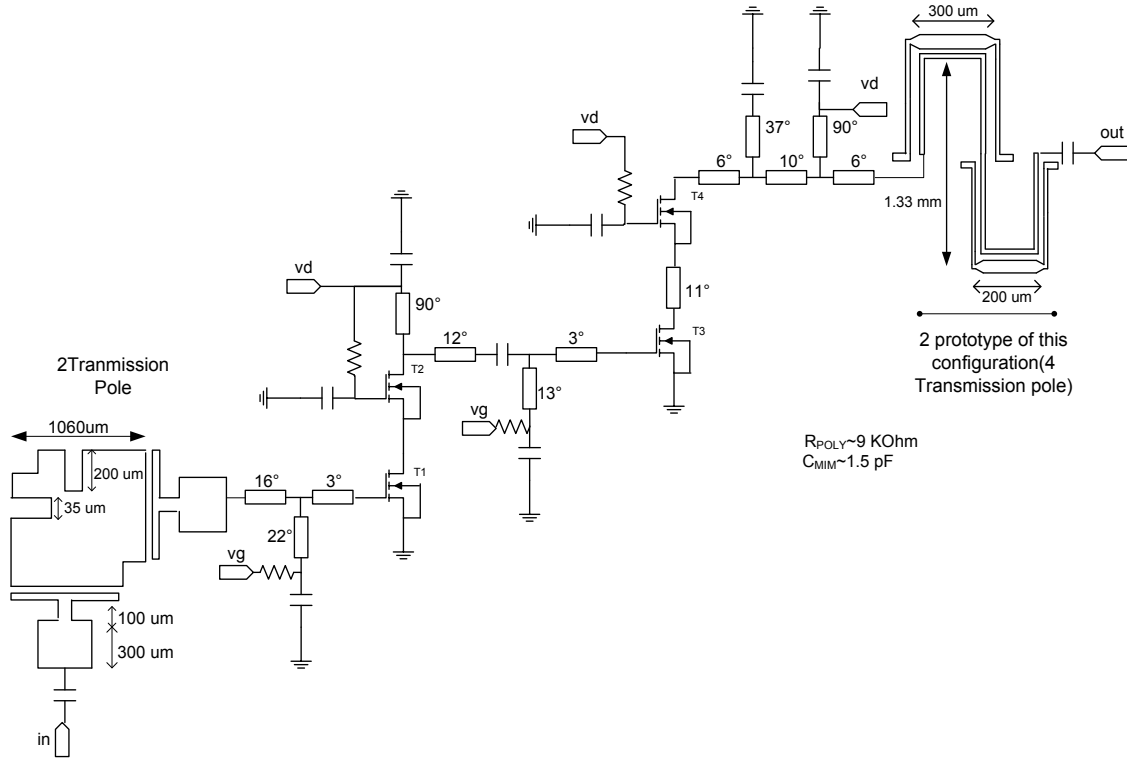 300 um
vd
37°
90°
vd
out
6°
10°
6°
T4
1.33 mm
vd
90°
11°
200 um
T3
12°
3°
2 prototype of this
configuration(4
Transmission pole)
2Tranmission
Pole
T2
13°
vg
1060um
RPOLY~9 KOhm
CMIM~1.5 pF
200 um
T1
35 um
16°
3°
22°
vg
100 um
300 um
in